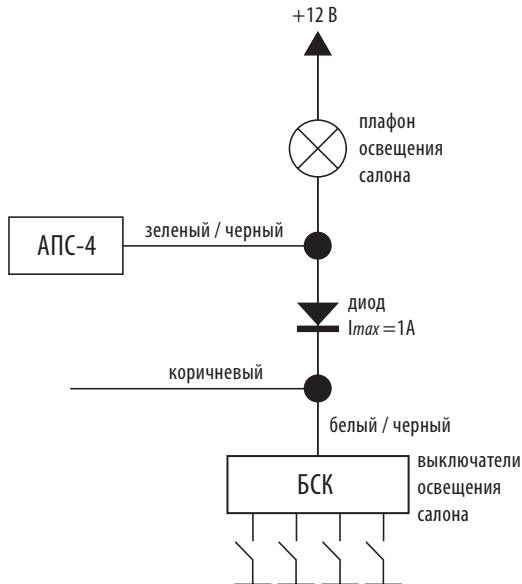 +12 В
плафон
освещения
салона
зеленый / черный
АПС-4
диод
Imax=1А
коричневый
белый / черный
БСК
выключатели
освещения
салона